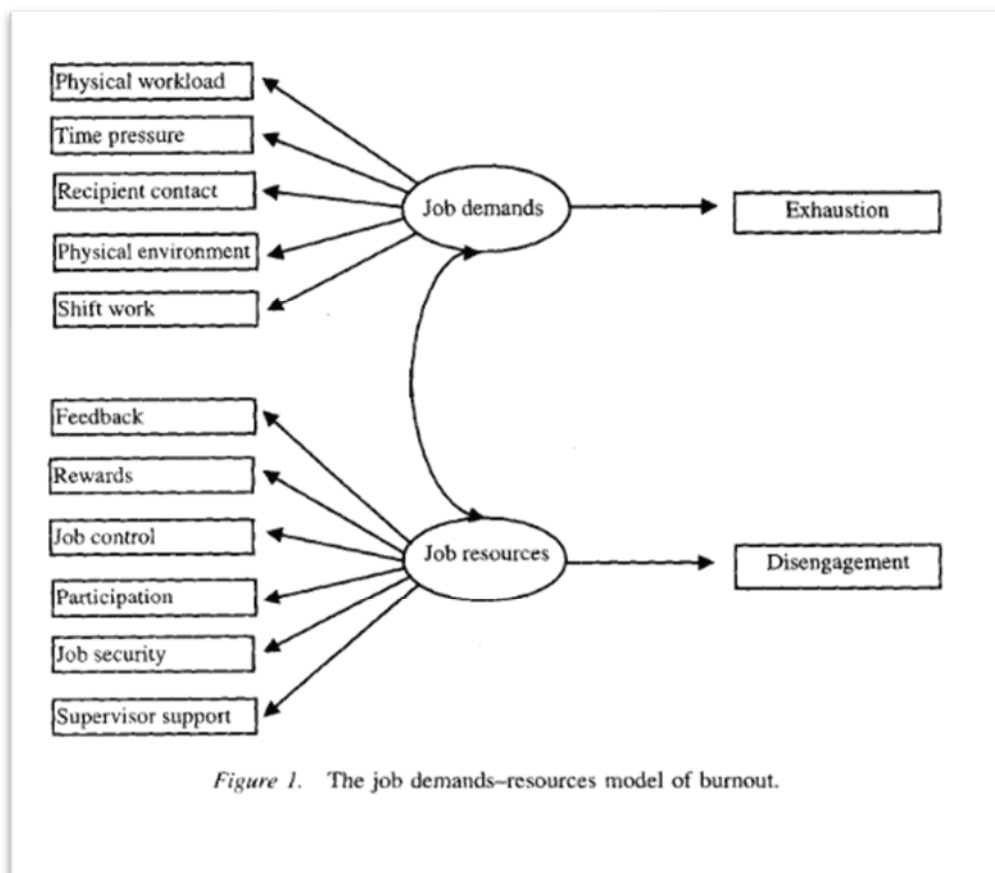 Physical workload
Time pressure
Recipient contact
Physical environment
Shift work
Job demands
Exhaustion
Feedback
Rewards
Job control
Participation
Job security
Supervisor support
Job resources
Disengagement
Figure 1. The job demands–resources model of burnout.